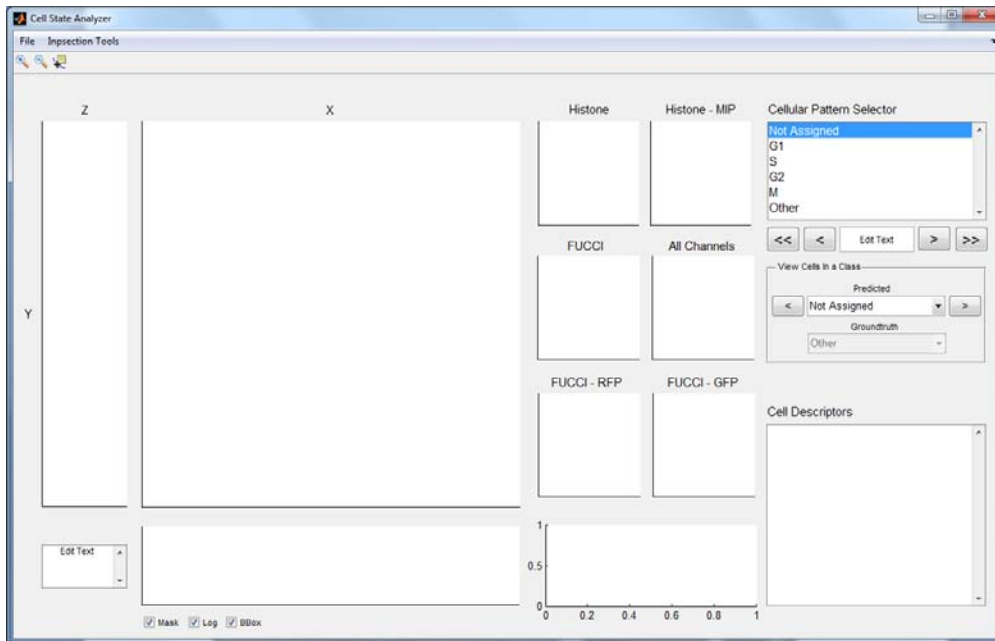 Cell State Analyzer
File Inpsection Tools
Z
X
Y
Histone
Histone - MIP
FUCCI
All Channels
FUCCI - RFP
FUCCI - GFP
1
0.5
0
0 0.2 0.4 0.6 0.8 1
Edit Text
Mask Log BBox
Cellular Pattern Selector
Not Assigned
G1
S
G2
M
Other
<< < Edit Text > >>
View Cells in a Class
Predicted
< Not Assigned >
Groundtruth
Other
Cell Descriptors